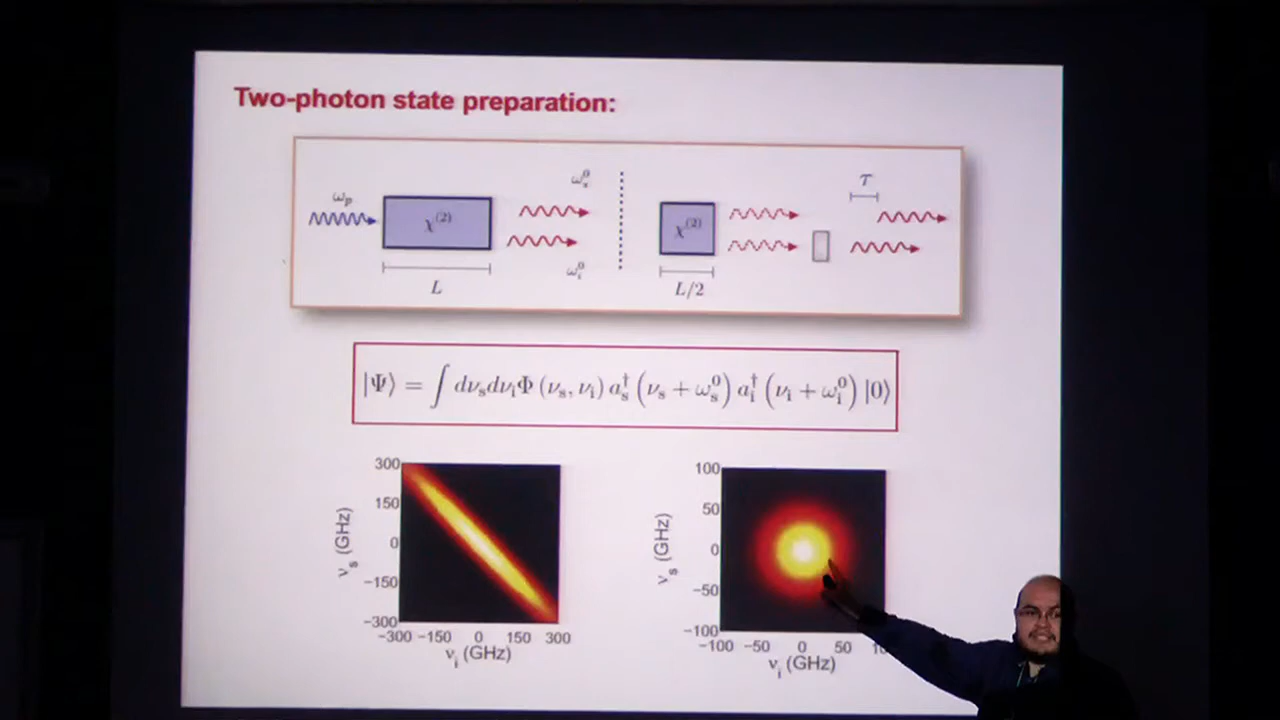 Two-photon state preparation:
ω_p
χ^(2)
L
ω_s^0
ω_i^0
χ^(2)
L/2
τ
|Ψ⟩ = ∫ dν_s dν_i Φ (ν_s, ν_i) a_s^† (ν_s + ω_s^0) a_i^† (ν_i + ω_i^0) |0⟩
300
150
0
−150
−300
ν_s (GHz)
−300 −150 0 150 300
ν_i (GHz)
100
50
0
−50
−100
ν_s (GHz)
−100 −50 0 50
ν_i (GHz)